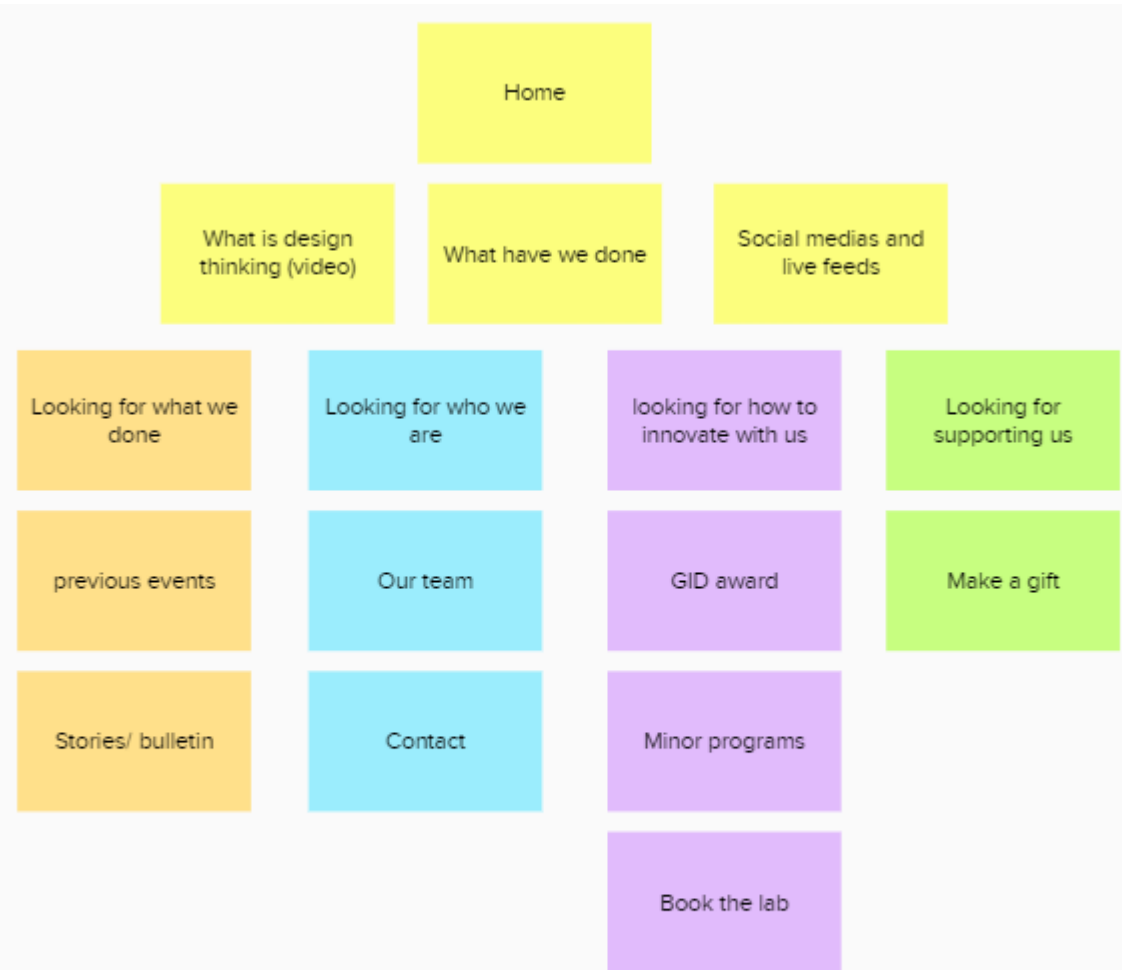 Home
What is design
thinking (video)
What have we done
Social medias and
live feeds
Looking for what we
done
Looking for who we
are
looking for how to
innovate with us
Looking for
supporting us
previous events
Our team
GID award
Make a gift
Stories/ bulletin
Contact
Minor programs
Book the lab